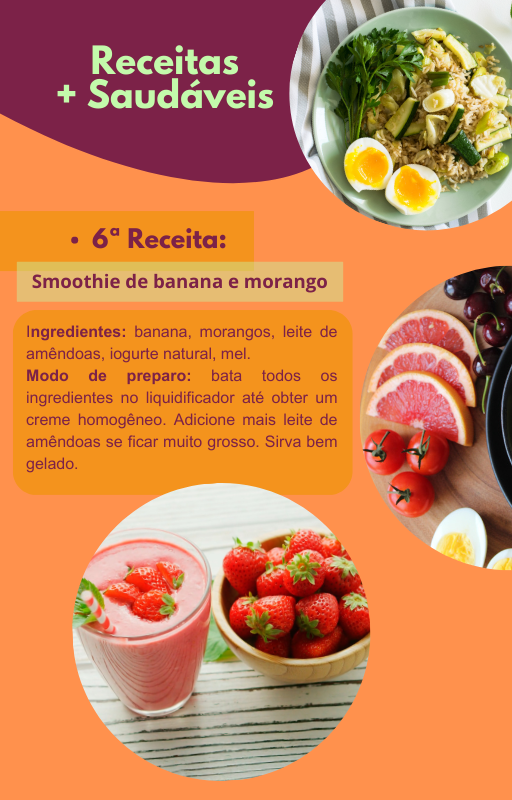 Receitas
+ Saudáveis
• 6ª Receita:
Smoothie de banana e morango
Ingredientes: banana, morangos, leite de
amêndoas, iogurte natural, mel.
Modo de preparo: bata todos os
ingredientes no liquidificador até obter um
creme homogêneo. Adicione mais leite de
amêndoas se ficar muito grosso. Sirva bem
gelado.